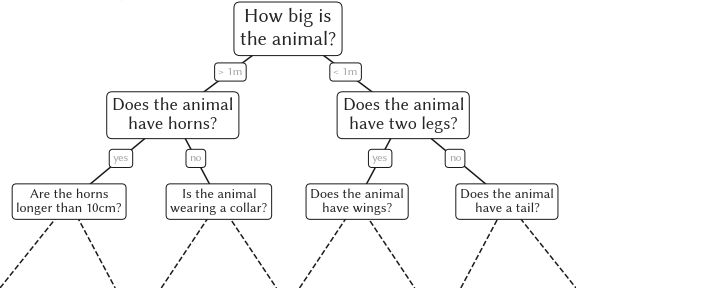 How big is
the animal?
> 1m
< 1m
Does the animal
have horns?
Does the animal
have two legs?
yes
no
yes
no
Are the horns
longer than 10cm?
Is the animal
wearing a collar?
Does the animal
have wings?
Does the animal
have a tail?